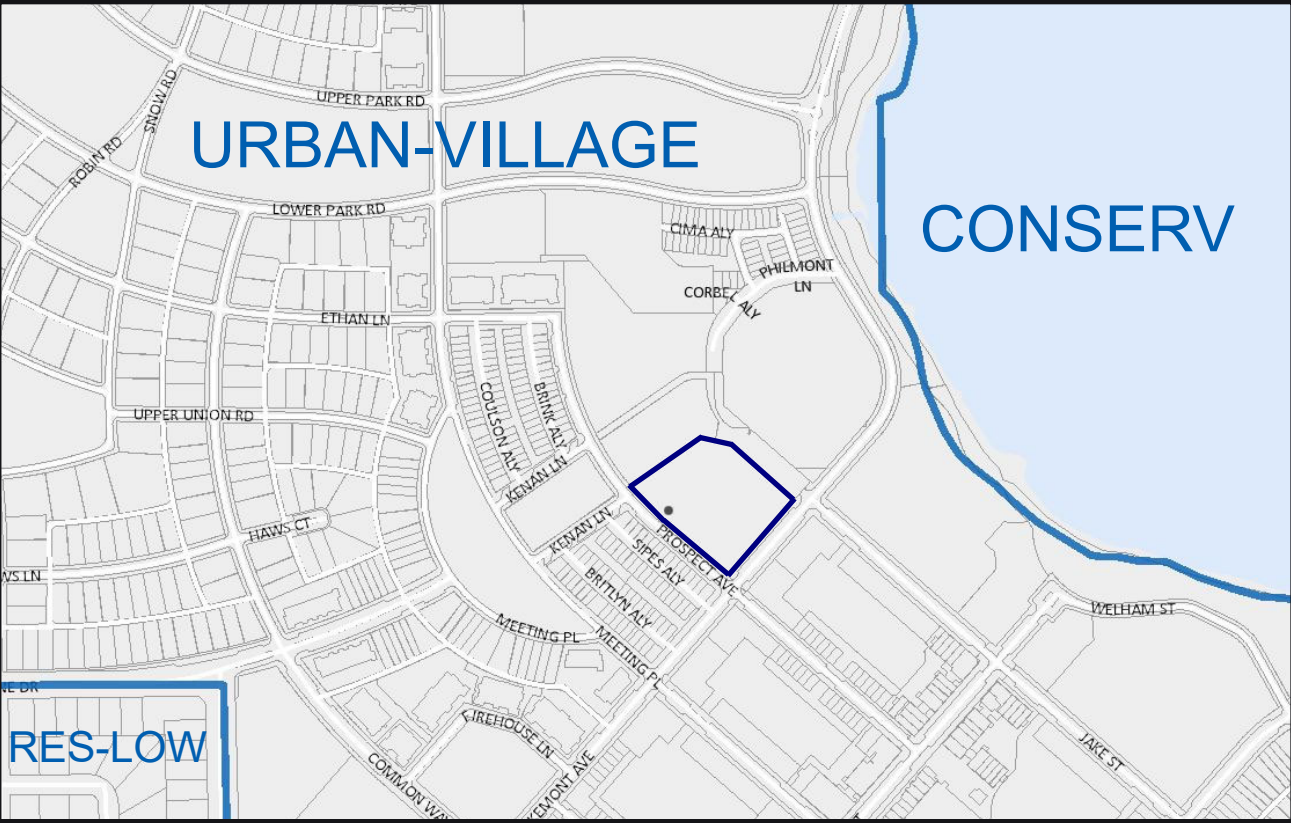 UPPER PARK RD
SNOW RD
URBAN-VILLAGE
ROBIN RD
CONSERV
LOWER PARK RD
CIMA ALY
PHILMONT
LN
CORBEL ALY
ETHAN LN
COULSON ALY
BRINK ALY
UPPER UNION RD
KENAN LN
HAWS CT
KENAN LN
PROSPECT AVE
SIPES ALY
WS LN
BRITLYN ALY
WELHAM ST
MEETING PL
MEETING PL
NE DR
FIREHOUSE LN
RES-LOW
JAKE ST
COMMON WA
KEMONT AVE